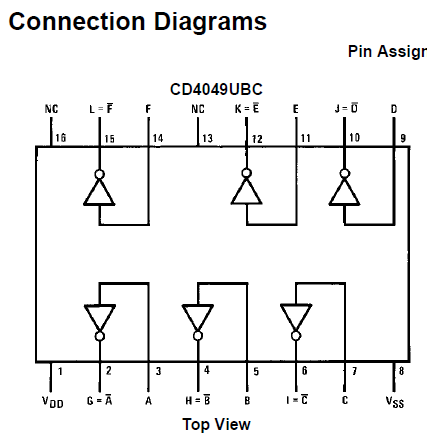 Connection Diagrams
Pin Assign
CD4049UBC
NC L = F̅ F NC K = E̅ E J = D̅ D
16 15 14 13 12 11 10 9
1 2 3 4 5 6 7 8
VDD G = A̅ A H = B̅ B I = C̅ C VSS
Top View